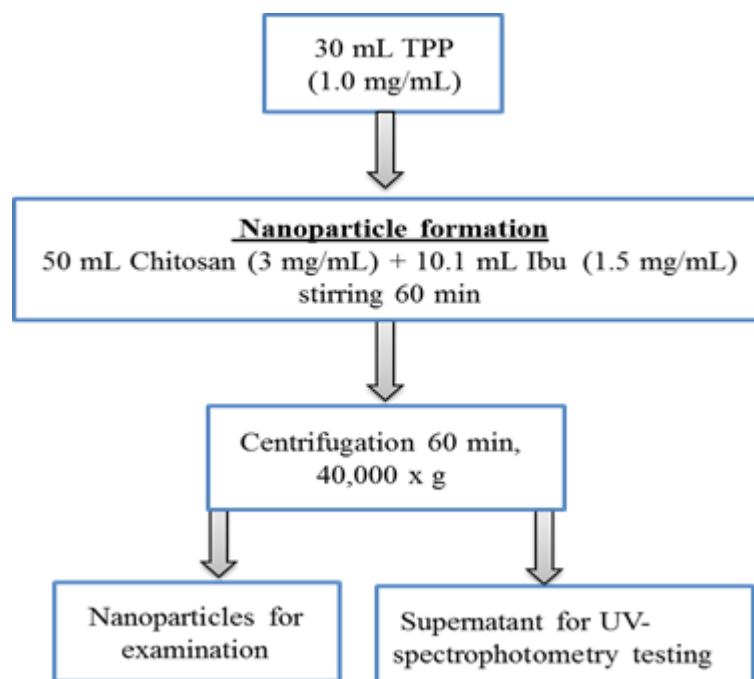 30 mL TPP
(1.0 mg/mL)
Nanoparticle formation
50 mL Chitosan (3 mg/mL) + 10.1 mL Ibu (1.5 mg/mL)
stirring 60 min
Centrifugation 60 min,
40,000 x g
Nanoparticles for
examination
Supernatant for UV-
spectrophotometry testing